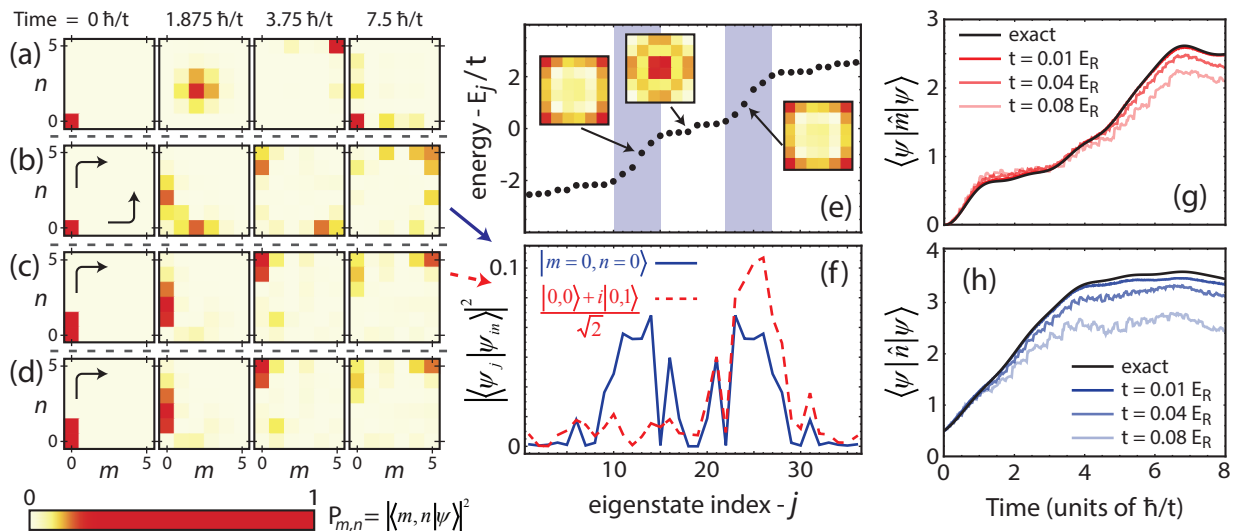 Time = 0 ħ/t 1.875 ħ/t 3.75 ħ/t 7.5 ħ/t
(a)
5
n
0
(b)
5
n
0
(c)
5
n
0
(d)
5
n
0
0 5 0 5 0 5 0 5
m m m m
0 1
P_{m,n} = |⟨m,n|ψ⟩|²
energy - E_j / t
2
0
-2
(e)
|⟨ψ_j|ψ_in⟩|²
0.1
0
|m = 0, n = 0⟩
|0,0⟩ + i|0,1⟩
√2
(f)
10 20 30
eigenstate index - j
3
2
1
0
⟨ψ|m̂|ψ⟩
exact
t = 0.01 E_R
t = 0.04 E_R
t = 0.08 E_R
(g)
4
3
2
1
0
⟨ψ|n̂|ψ⟩
(h)
exact
t = 0.01 E_R
t = 0.04 E_R
t = 0.08 E_R
0 2 4 6 8
Time (units of ħ/t)